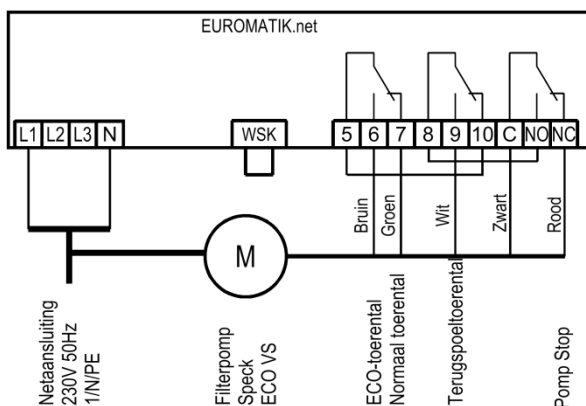 EUROMATIK.net
L1 L2 L3 N
WSK
5 6 7 8 9 10 C NO NC
Bruin
Groen
Wit
Zwart
Rood
M
Netaansluiting
230V 50Hz
1/N/PE
Filterpomp
Speck
ECO VS
ECO-toerental
Normaal toerental
Terugspoeltoerental
Pomp Stop